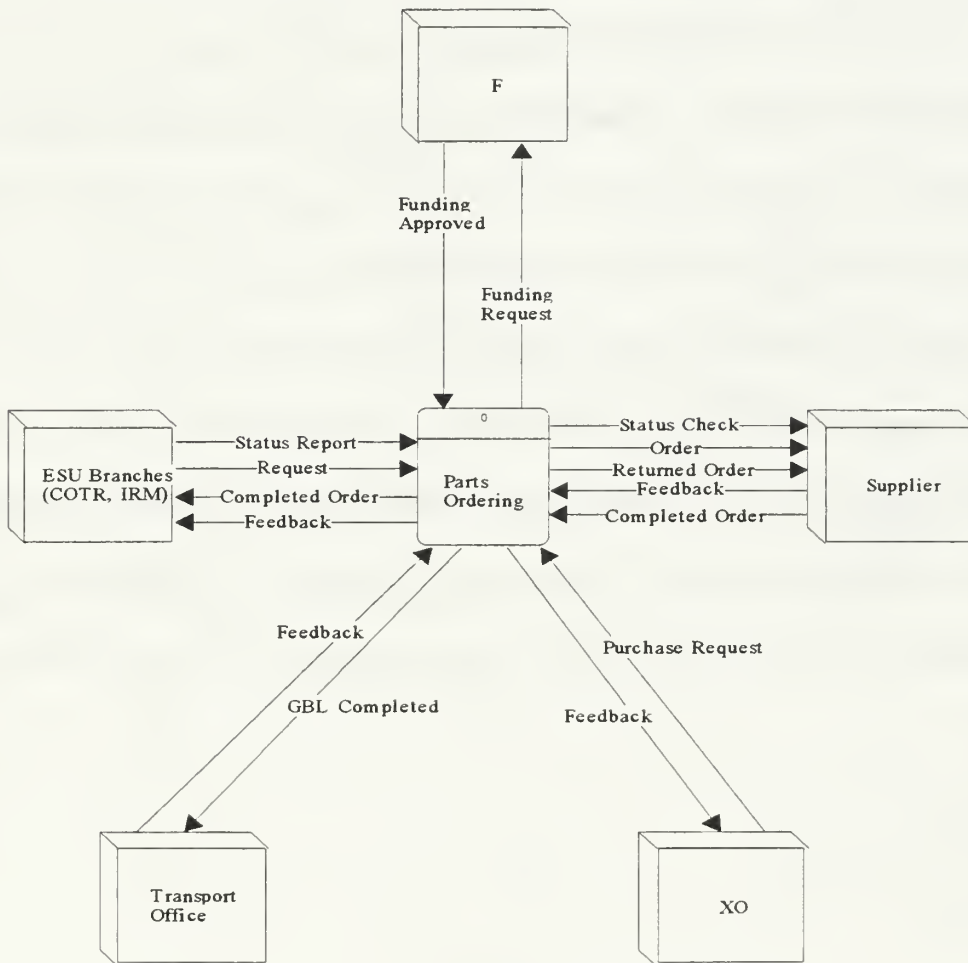 F
Funding
Approved
Funding
Request
0
Status Report
Request
Completed Order
Feedback
ESU Branches
(COTR, IRM)
Parts
Ordering
Status Check
Order
Returned Order
Feedback
Completed Order
Supplier
Feedback
GBL Completed
Purchase Request
Feedback
Transport
Office
XO